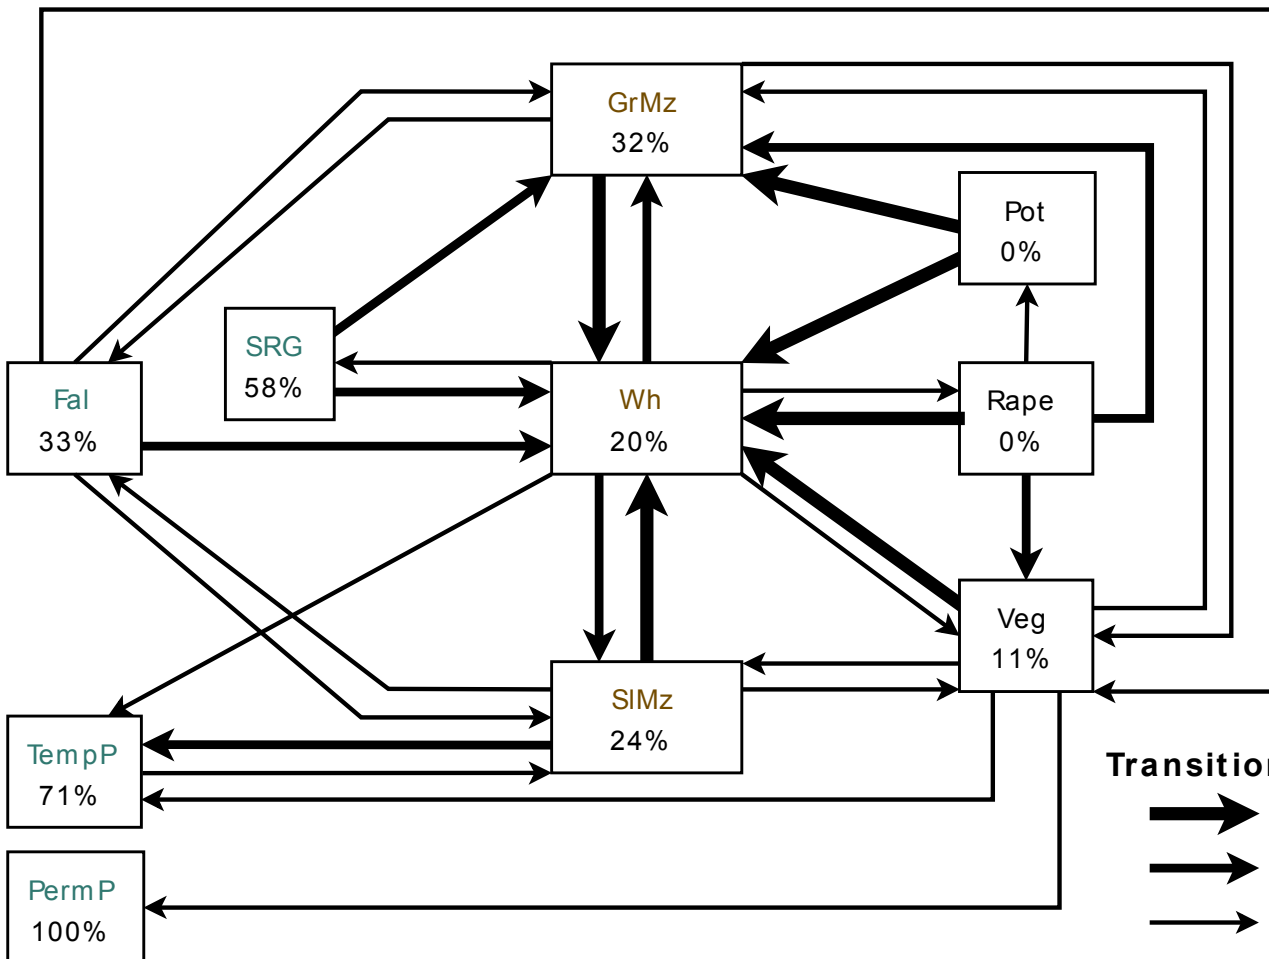 GrMz
32%
Pot
0%
SRG
58%
Fal
33%
Wh
20%
Rape
0%
Veg
11%
SlMz
24%
TempP
71%
Transition
PermP
100%